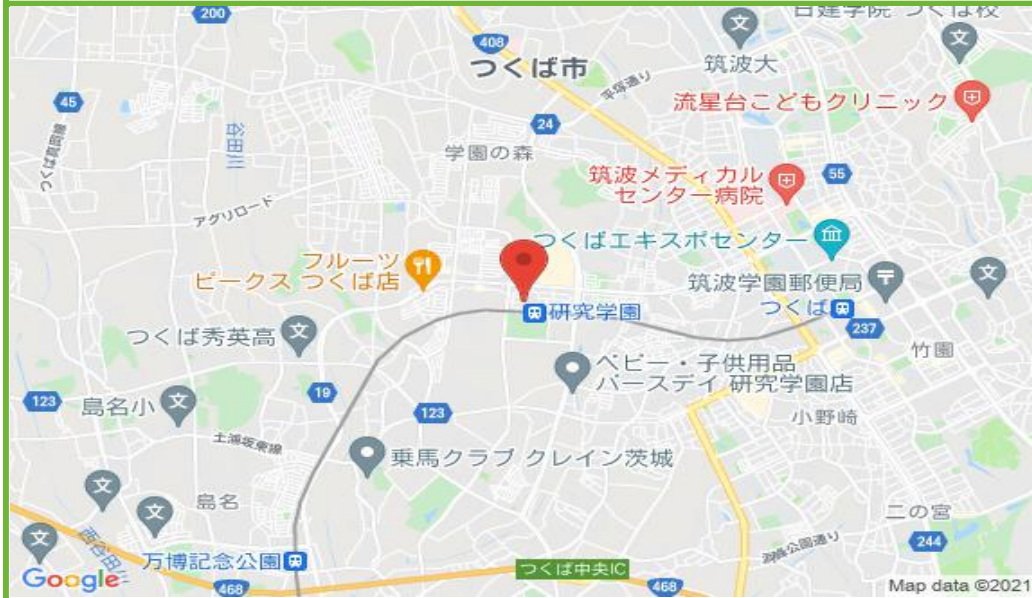 200
日建学院 つくば校
408
つくば市
筑波大
平塚通り
流星台こどもクリニック
45
谷田川
24
学園の森
筑波メディカル
センター病院
55
アグリロード
つくばエキスポセンター
フルーツ
ピークス つくば店
筑波学園郵便局
研究学園
つくば
237
つくば秀英高
竹園
ベビー・子供用品
バースデイ 研究学園店
19
123
島名小
123
小野崎
土浦坂東線
乗馬クラブ クレイン茨城
島名
二の宮
西谷田川
244
万博記念公園
つくば中央IC
Google
468
468
Map data ©2021